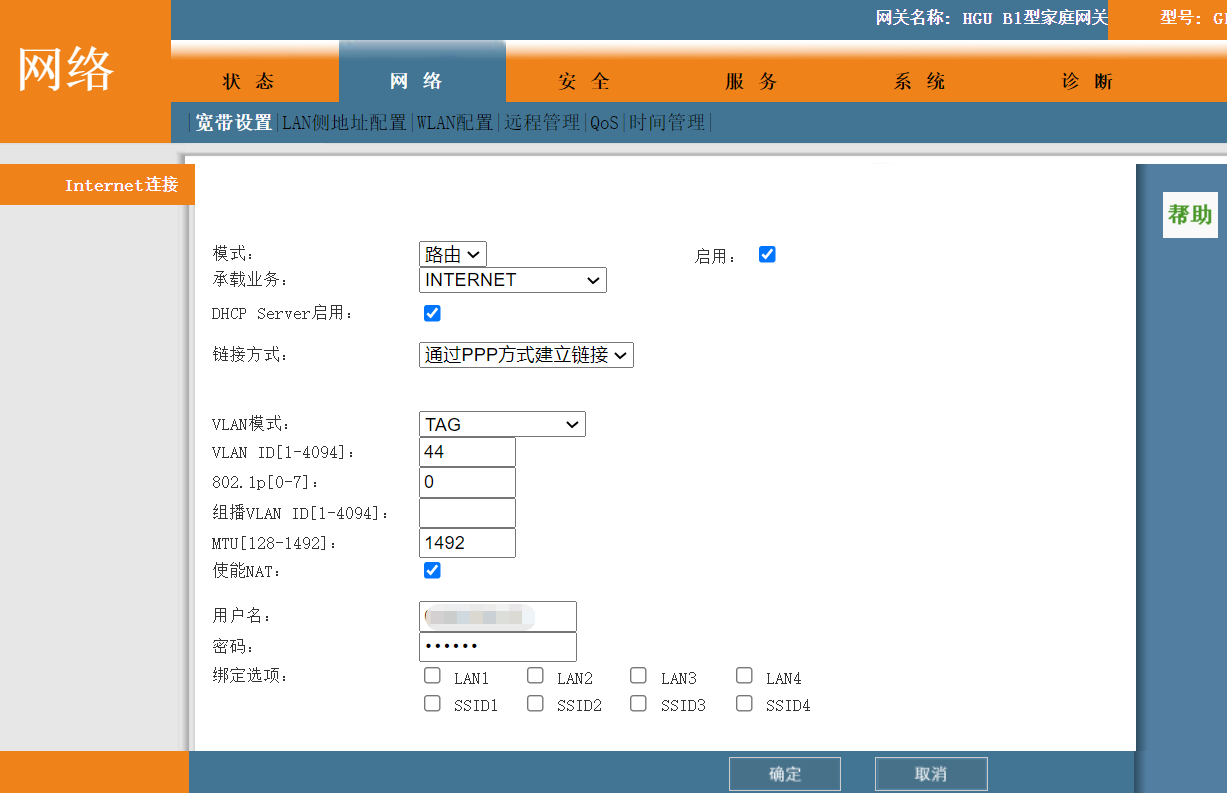 网关名称: HGU B1型家庭网关 型号:
网络
状 态 网 络 安 全 服 务 系 统 诊 断
宽带设置|LAN侧地址配置|WLAN配置|远程管理|QoS|时间管理|
Internet连接
帮助
模式: 路由 启用:
承载业务: INTERNET
DHCP Server启用:
链接方式: 通过PPP方式建立链接
VLAN模式: TAG
VLAN ID[1-4094]: 44
802.1p[0-7]: 0
组播VLAN ID[1-4094]:
MTU[128-1492]: 1492
使能NAT:
用户名:
密码: ••••••
绑定选项: LAN1 LAN2 LAN3 LAN4
SSID1 SSID2 SSID3 SSID4
确定 取消